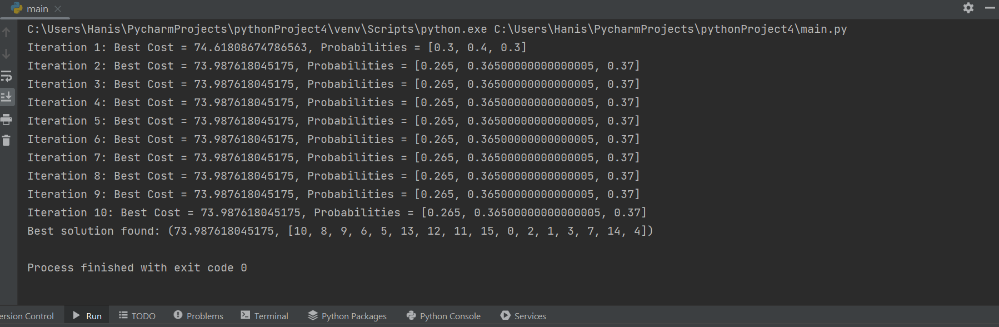 main
C:\Users\Hanis\PycharmProjects\pythonProject4\venv\Scripts\python.exe C:\Users\Hanis\PycharmProjects\pythonProject4\main.py
Iteration 1: Best Cost = 74.61808674786563, Probabilities = [0.3, 0.4, 0.3]
Iteration 2: Best Cost = 73.987618045175, Probabilities = [0.265, 0.36500000000000005, 0.37]
Iteration 3: Best Cost = 73.987618045175, Probabilities = [0.265, 0.36500000000000005, 0.37]
Iteration 4: Best Cost = 73.987618045175, Probabilities = [0.265, 0.36500000000000005, 0.37]
Iteration 5: Best Cost = 73.987618045175, Probabilities = [0.265, 0.36500000000000005, 0.37]
Iteration 6: Best Cost = 73.987618045175, Probabilities = [0.265, 0.36500000000000005, 0.37]
Iteration 7: Best Cost = 73.987618045175, Probabilities = [0.265, 0.36500000000000005, 0.37]
Iteration 8: Best Cost = 73.987618045175, Probabilities = [0.265, 0.36500000000000005, 0.37]
Iteration 9: Best Cost = 73.987618045175, Probabilities = [0.265, 0.36500000000000005, 0.37]
Iteration 10: Best Cost = 73.987618045175, Probabilities = [0.265, 0.36500000000000005, 0.37]
Best solution found: (73.987618045175, [10, 8, 9, 6, 5, 13, 12, 11, 15, 0, 2, 1, 3, 7, 14, 4])
Process finished with exit code 0
ersion Control Run TODO Problems Terminal Python Packages Python Console Services